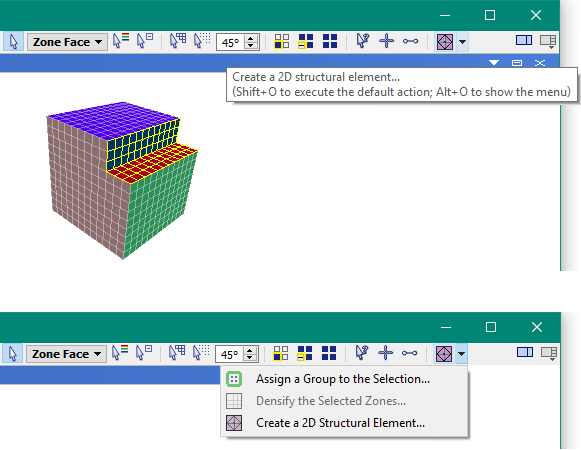 Zone Face
45°
Create a 2D structural element...
(Shift+O to execute the default action; Alt+O to show the menu)
Zone Face
45°
Assign a Group to the Selection...
Densify the Selected Zones...
Create a 2D Structural Element...